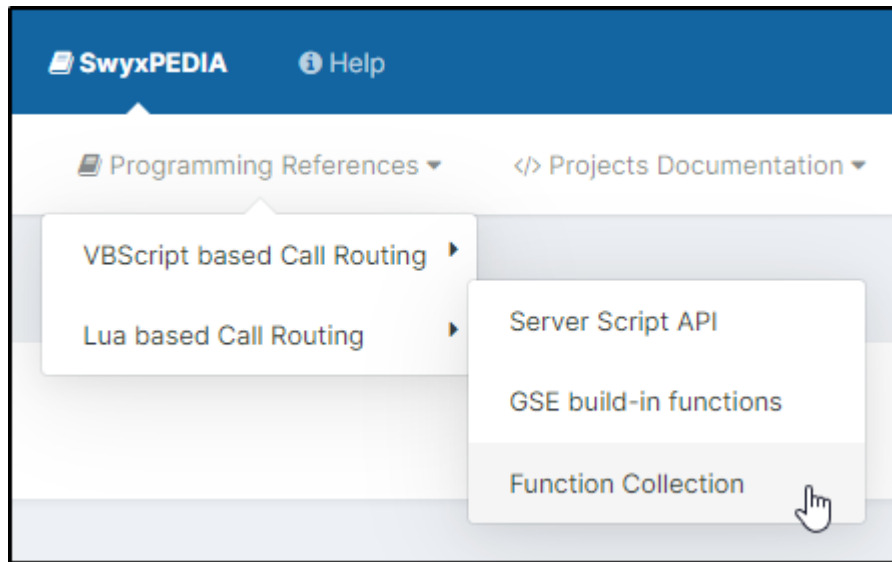 SwyxPEDIA Help
Programming References </> Projects Documentation
VBScript based Call Routing
Lua based Call Routing
Server Script API
GSE build-in functions
Function Collection